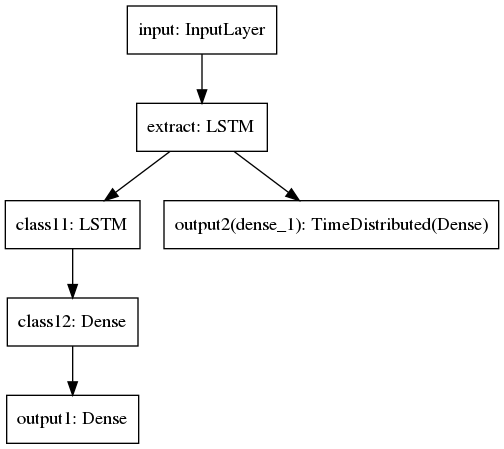 input: InputLayer
extract: LSTM
class11: LSTM
output2(dense_1): TimeDistributed(Dense)
class12: Dense
output1: Dense